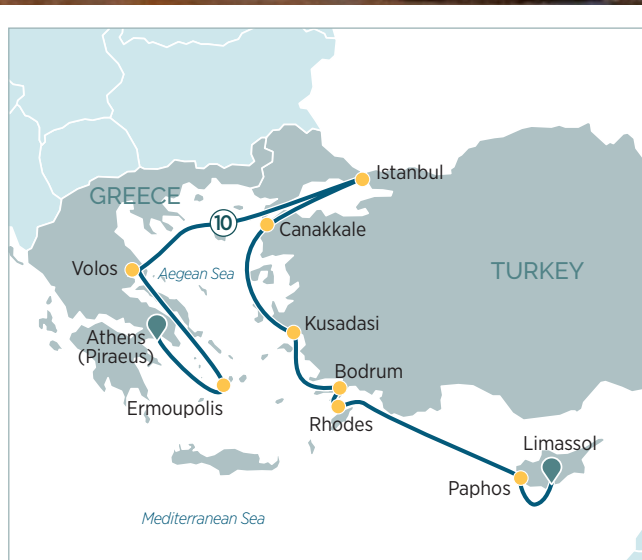 Istanbul
GREECE
10
Canakkale
Volos
Aegean Sea
TURKEY
Kusadasi
Athens
(Piraeus)
Bodrum
Ermoupolis
Rhodes
Limassol
Paphos
Mediterranean Sea